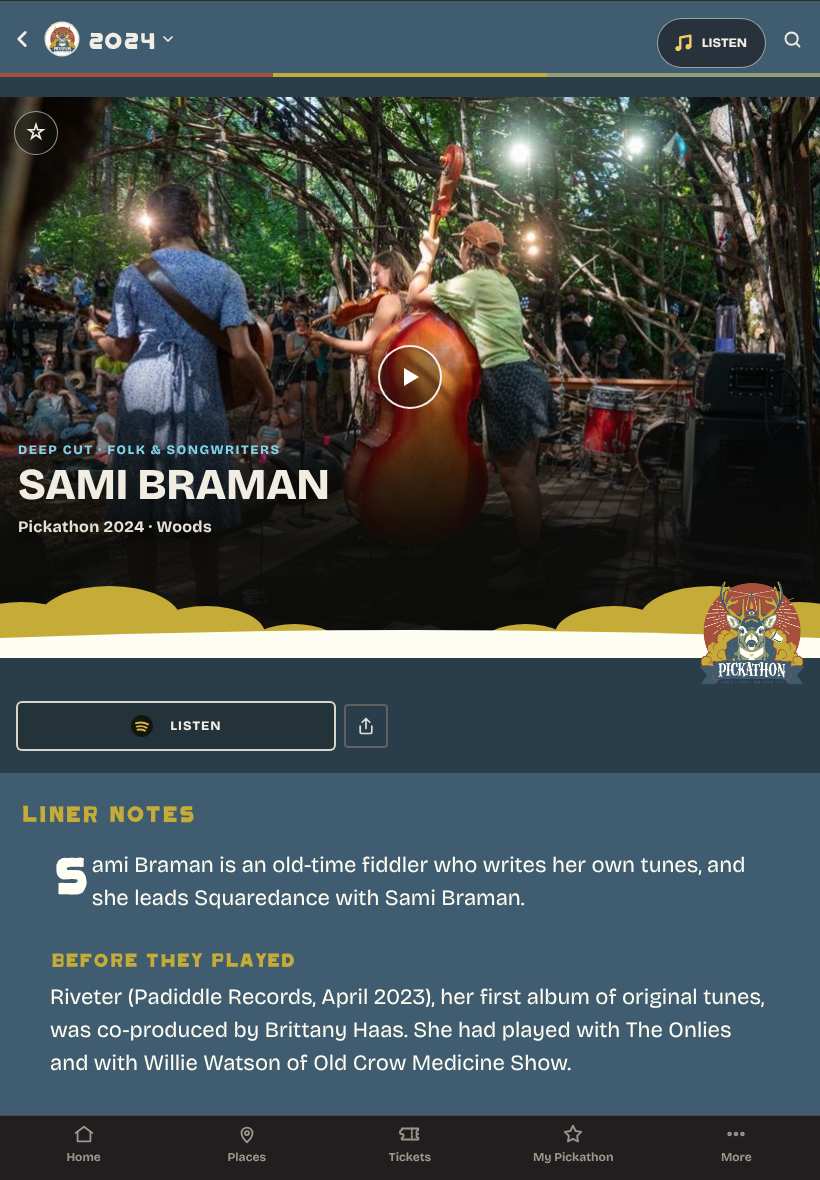 2024
LISTEN
DEEP CUT · FOLK & SONGWRITERS
SAMI BRAMAN
Pickathon 2024 · Woods
PICKATHON
LISTEN
LINER NOTES
Sami Braman is an old-time fiddler who writes her own tunes, and
she leads Squaredance with Sami Braman.
BEFORE THEY PLAYED
Riveter (Padiddle Records, April 2023), her first album of original tunes,
was co-produced by Brittany Haas. She had played with The Onlies
and with Willie Watson of Old Crow Medicine Show.
Home
Places
Tickets
My Pickathon
More